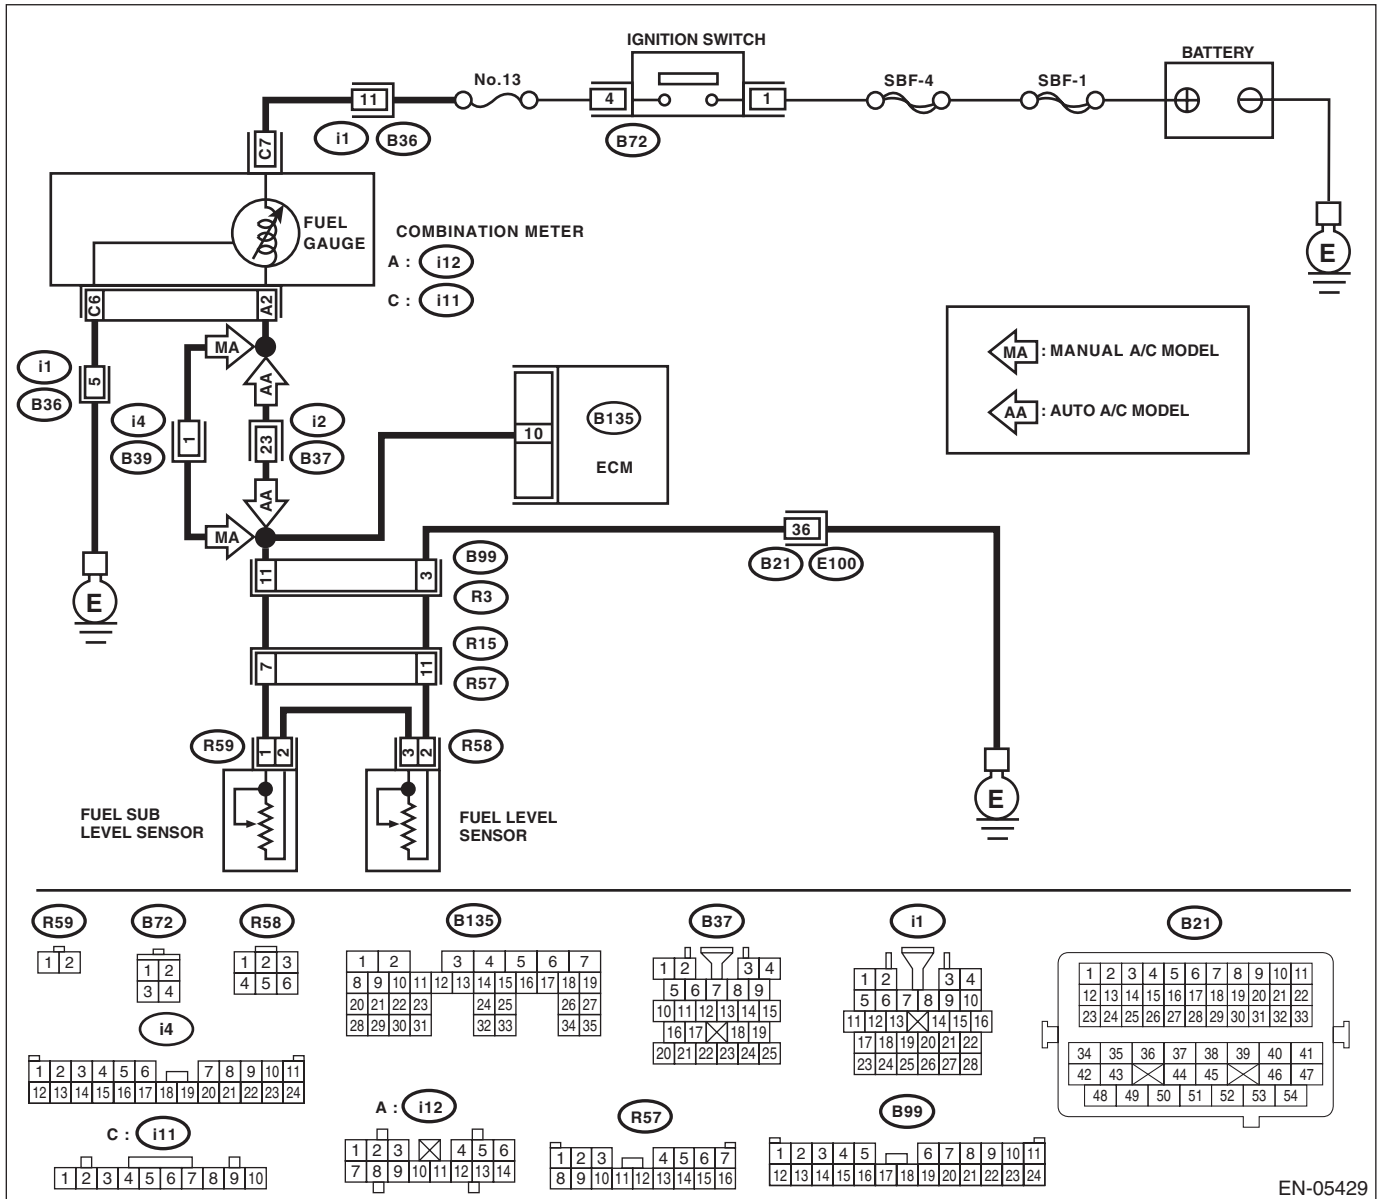 IGNITION SWITCH
BATTERY
No.13
SBF-4
SBF-1
11
4
1
i1
B36
B72
C7
FUEL
GAUGE
COMBINATION METER
A : i12
C : i11
E
C6
A2
MA
MA : MANUAL A/C MODEL
AA : AUTO A/C MODEL
i1
B36
5
AA
i4
B39
1
23
i2
B37
10
B135
ECM
AA
MA
36
B21
E100
11
3
B99
R3
E
7
11
R15
R57
R59
1 2
3 2
R58
E
FUEL SUB
LEVEL SENSOR
FUEL LEVEL
SENSOR
R59
1 2
B72
1 2
3 4
R58
1 2 3
4 5 6
B135
1 2 3 4 5 6 7
8 9 10 11 12 13 14 15 16 17 18 19
20 21 22 23 24 25 26 27
28 29 30 31 32 33 34 35
B37
1 2 3 4
5 6 7 8 9
10 11 12 13 14 15
16 17 18 19
20 21 22 23 24 25
i1
1 2 3 4
5 6 7 8 9 10
11 12 13 14 15 16
17 18 19 20 21 22
23 24 25 26 27 28
B21
1 2 3 4 5 6 7 8 9 10 11
12 13 14 15 16 17 18 19 20 21 22
23 24 25 26 27 28 29 30 31 32 33
34 35 36 37 38 39 40 41
42 43 44 45 46 47
48 49 50 51 52 53 54
i4
1 2 3 4 5 6 7 8 9 10 11
12 13 14 15 16 17 18 19 20 21 22 23 24
C : i11
1 2 3 4 5 6 7 8 9 10
A : i12
1 2 3 4 5 6
7 8 9 10 11 12 13 14
R57
1 2 3 4 5 6 7
8 9 10 11 12 13 14 15 16
B99
1 2 3 4 5 6 7 8 9 10 11
12 13 14 15 16 17 18 19 20 21 22 23 24
EN-05429